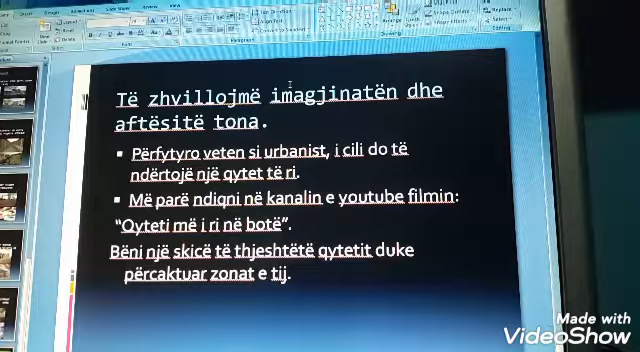 Të zhvillojmë imagjinatën dhe
aftësitë tona.
Përfytyro veten si urbanist, i cili do të
ndërtojë një qytet të ri.
Më parë ndiqni në kanalin e youtube filmin:
“Qyteti më i ri në botë”.
Bëni një skicë të thjeshtëtë qytetit duke
përcaktuar zonat e tij.
Made with
VideoShow